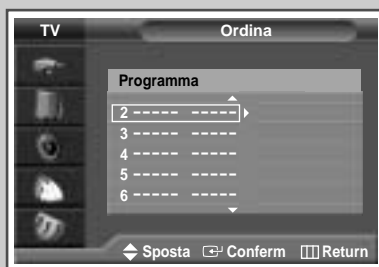 TV Ordina
Programma
2 ----- -----
3 ----- -----
4 ----- -----
5 ----- -----
6 ----- -----
Sposta Conferm Return